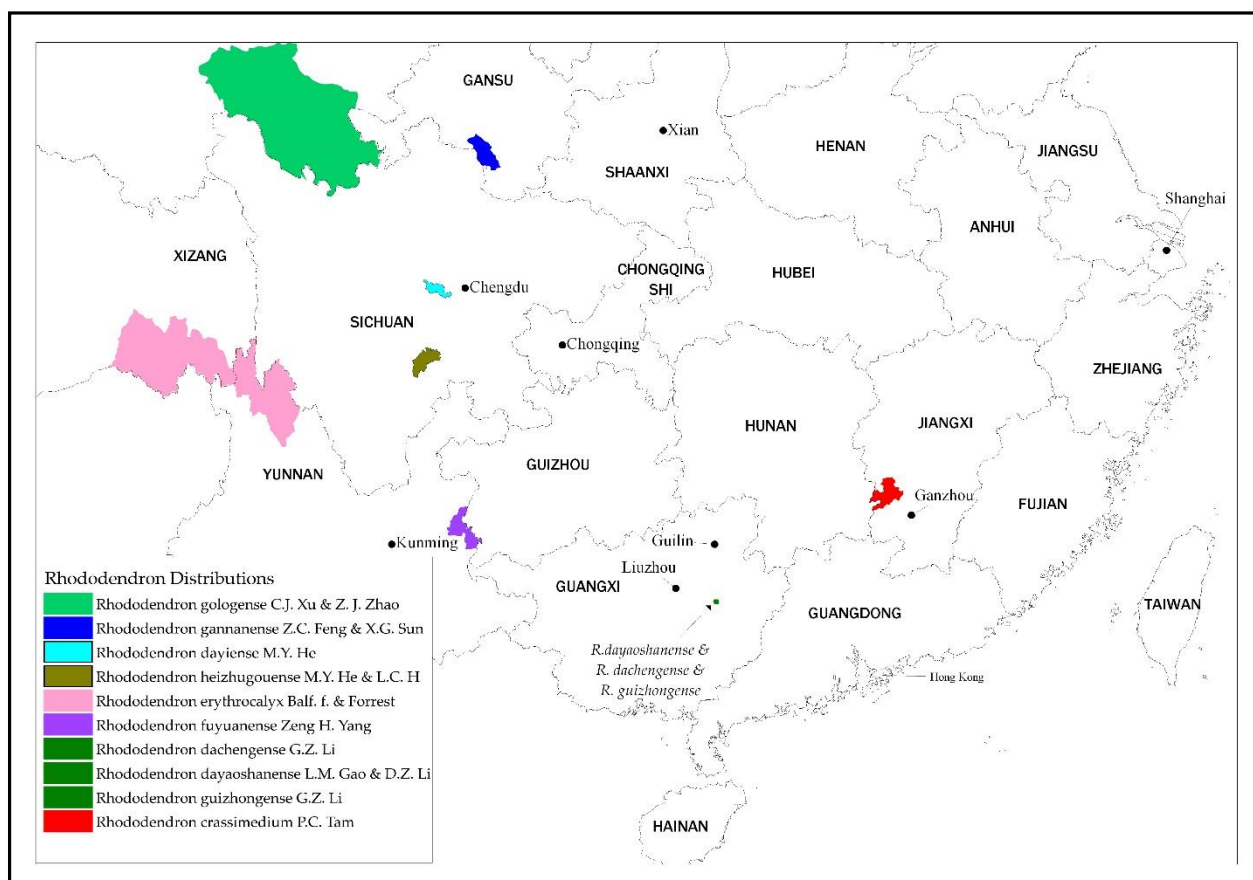 GANSU
Xian
HENAN
JIANGSU
SHAANXI
Shanghai
ANHUI
XIZANG
CHONGQING
SHI
HUBEI
Chengdu
SICHUAN
Chongqing
ZHEJIANG
HUNAN
JIANGXI
GUIZHOU
YUNNAN
Ganzhou
FUJIAN
Kunming
Guilin
Liuzhou
GUANGXI
GUANGDONG
TAIWAN
R.dayaoshanense &
R. dachengense &
R. guizhongense
Hong Kong
HAINAN
Rhododendron Distributions
Rhododendron gologense C.J. Xu & Z. J. Zhao
Rhododendron gannanense Z.C. Feng & X.G. Sun
Rhododendron dayiense M.Y. He
Rhododendron heizhugouense M.Y. He & L.C. H
Rhododendron erythrocalyx Balf. f. & Forrest
Rhododendron fuyuanense Zeng H. Yang
Rhododendron dachengense G.Z. Li
Rhododendron dayaoshanense L.M. Gao & D.Z. Li
Rhododendron guizhongense G.Z. Li
Rhododendron crassimedium P.C. Tam